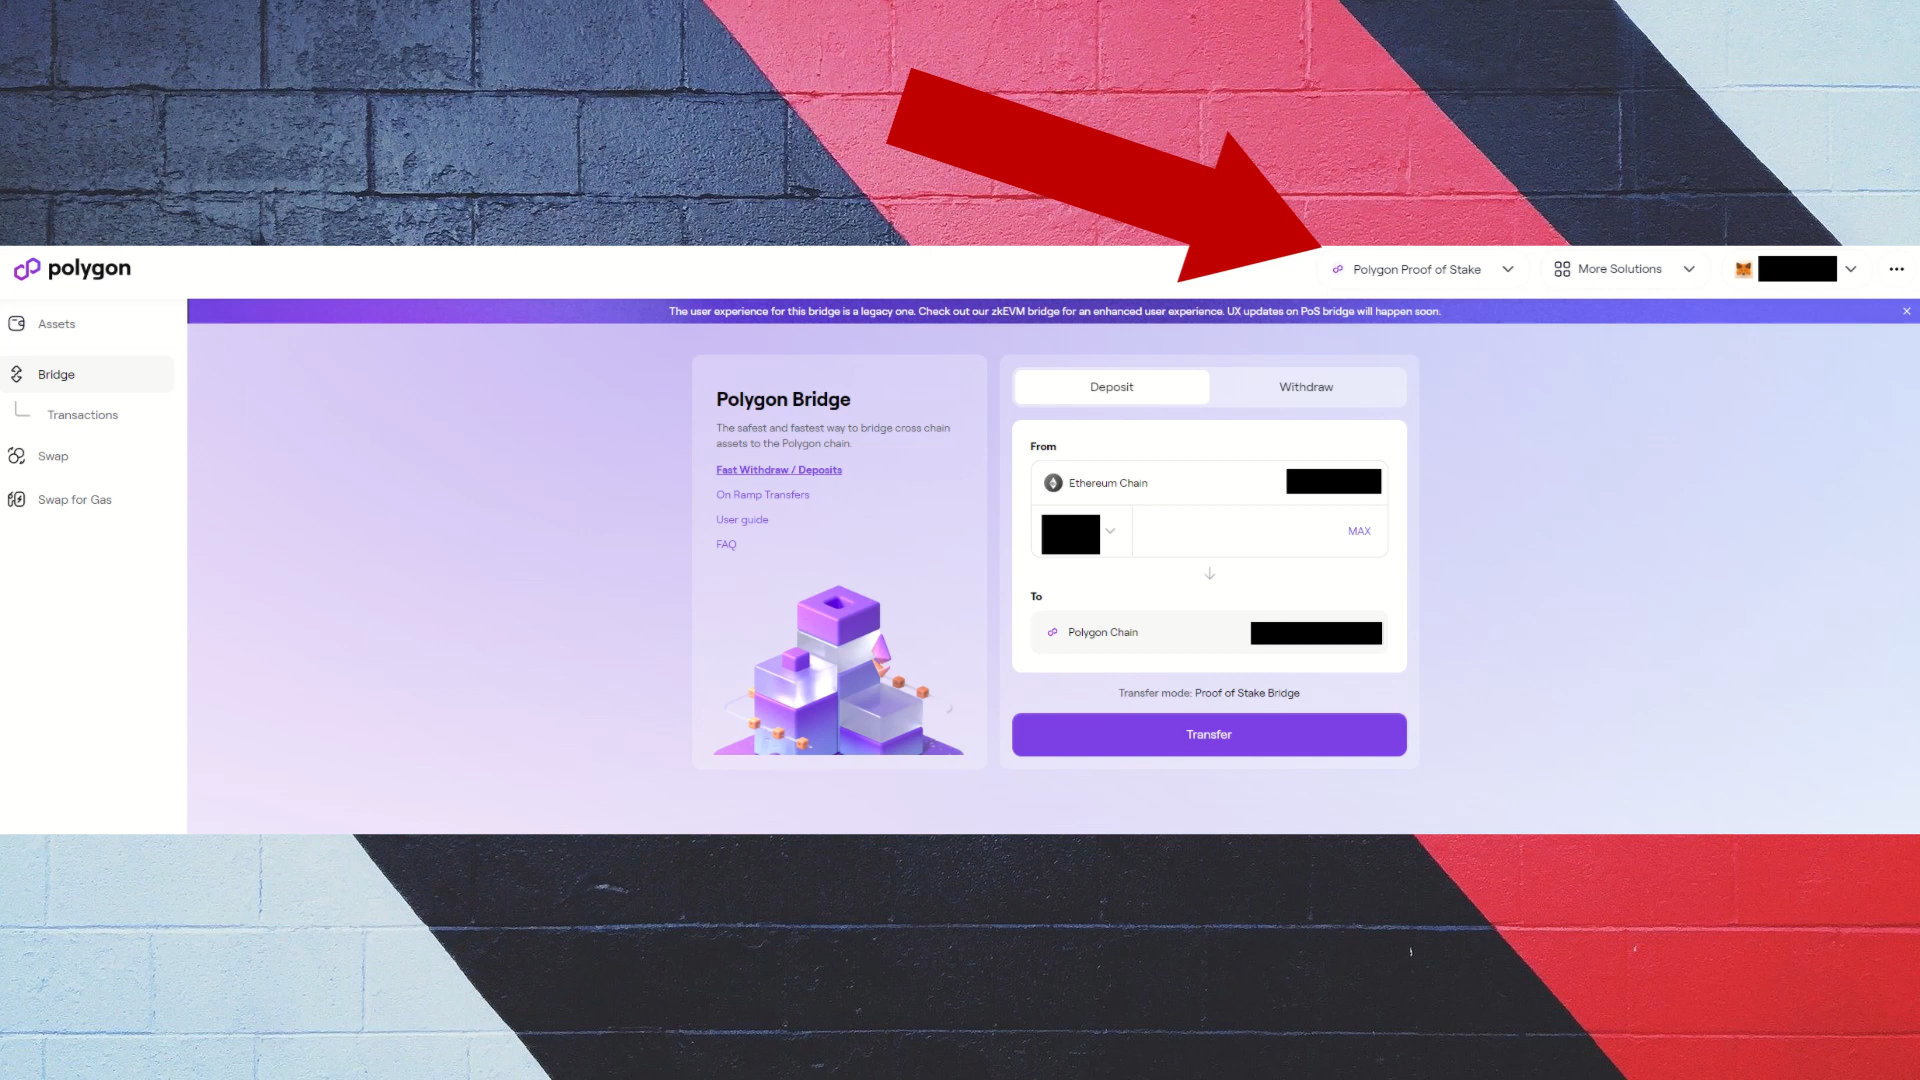 polygon
Polygon Proof of Stake
More Solutions
The user experience for this bridge is a legacy one. Check out our zkEVM bridge for an enhanced user experience. UX updates on PoS bridge will happen soon.
Assets
Bridge
Transactions
Swap
Swap for Gas
Polygon Bridge
The safest and fastest way to bridge cross chain
assets to the Polygon chain.
Fast Withdraw / Deposits
On Ramp Transfers
User guide
FAQ
Deposit
Withdraw
From
Ethereum Chain
MAX
To
Polygon Chain
Transfer mode: Proof of Stake Bridge
Transfer